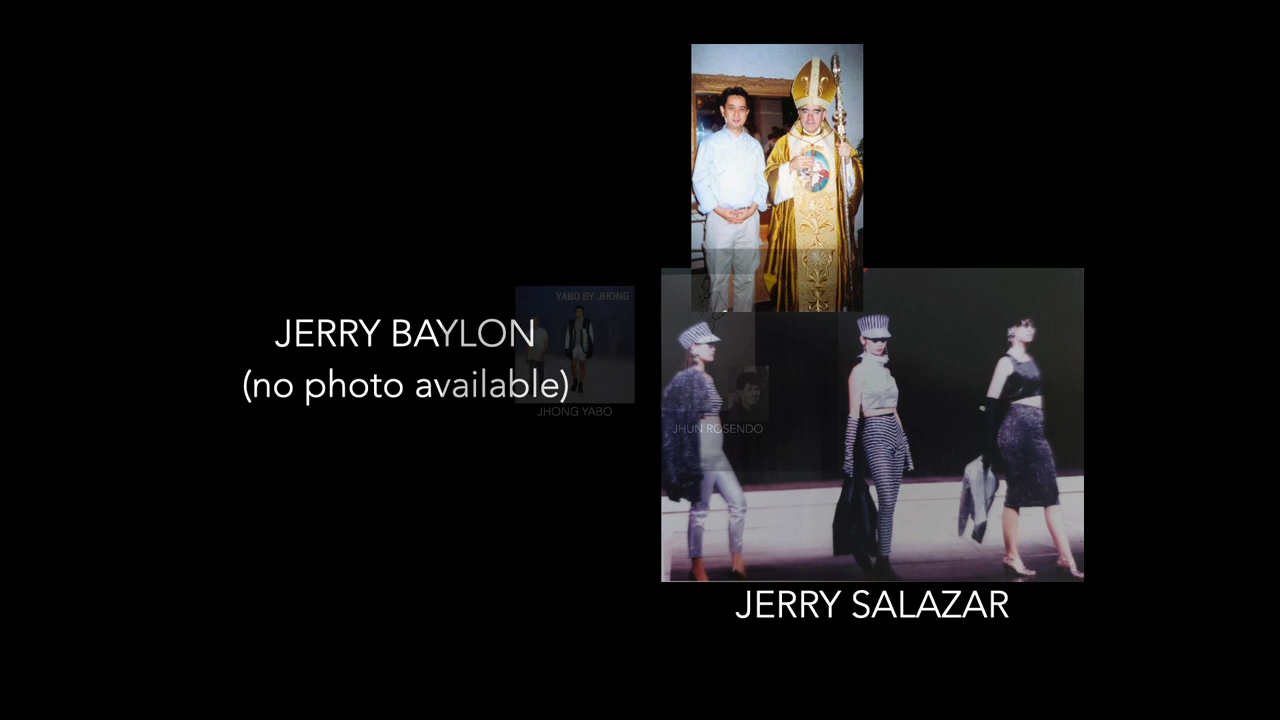 JERRY BAYLON
(no photo available)
YABO BY JHONG
JHONG YABO
JHUN ROSENDO
JERRY SALAZAR